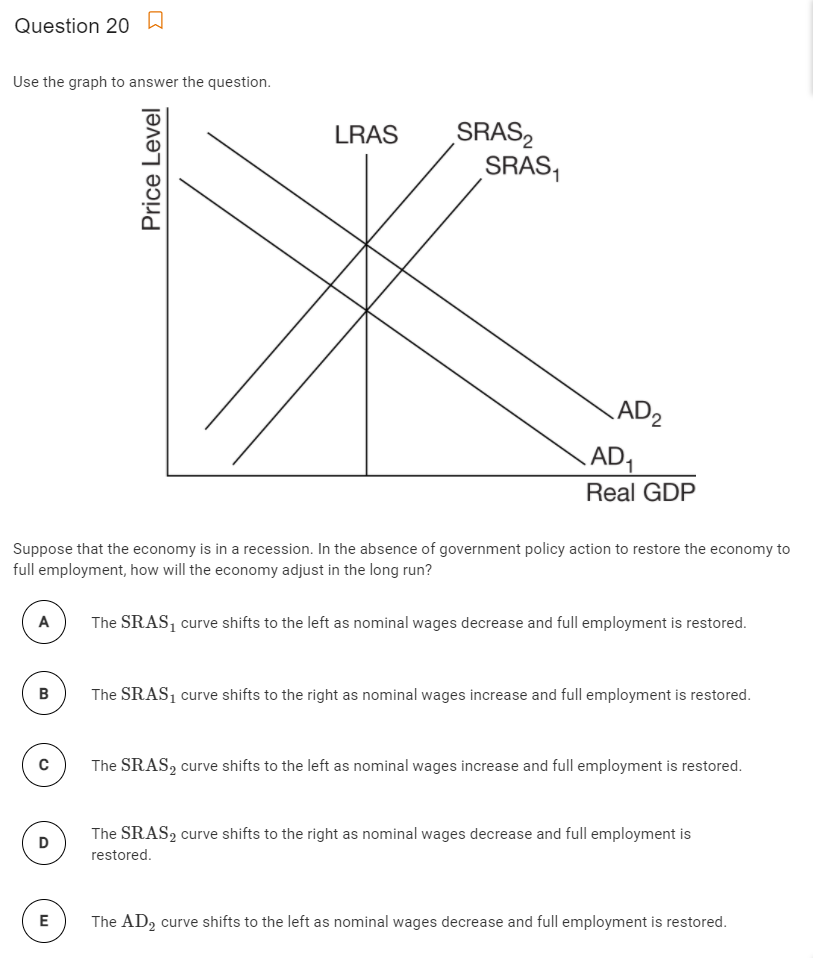 Question 20
Use the graph to answer the question.
Price Level
LRAS
SRAS₂
SRAS₁
AD₂
AD₁
Real GDP
Suppose that the economy is in a recession. In the absence of government policy action to restore the economy to
full employment, how will the economy adjust in the long run?
A The SRAS₁ curve shifts to the left as nominal wages decrease and full employment is restored.
B The SRAS₁ curve shifts to the right as nominal wages increase and full employment is restored.
C The SRAS₂ curve shifts to the left as nominal wages increase and full employment is restored.
D The SRAS₂ curve shifts to the right as nominal wages decrease and full employment is
restored.
E The AD₂ curve shifts to the left as nominal wages decrease and full employment is restored.